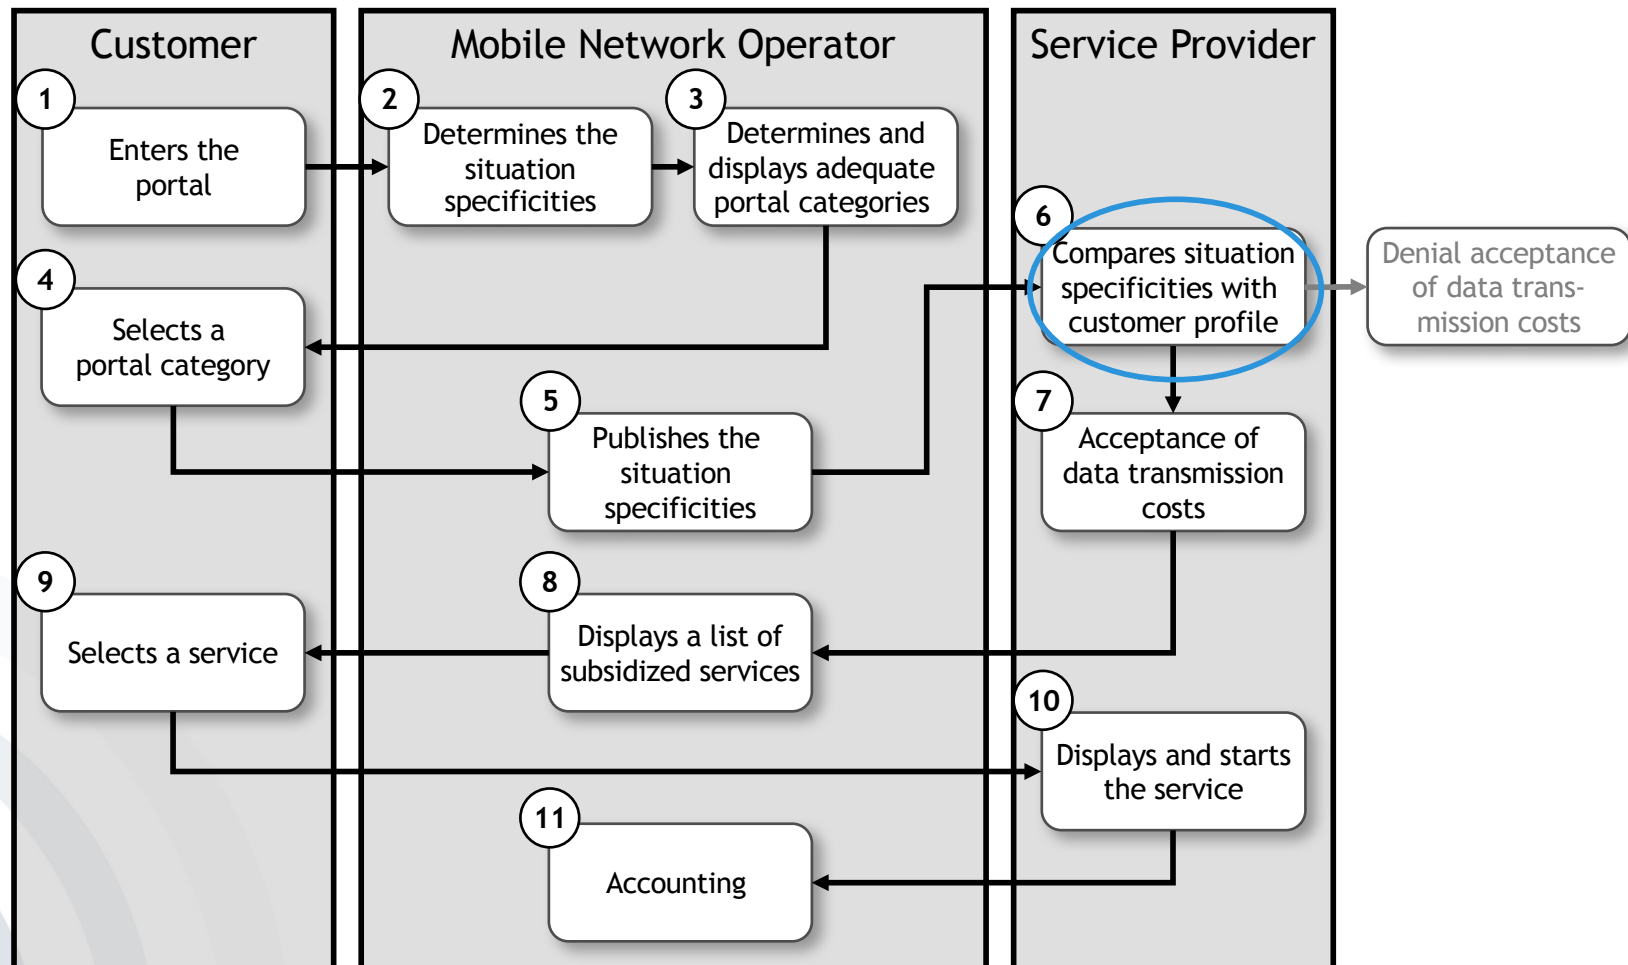 Customer
Mobile Network Operator
Service Provider
1
Enters the
portal
2
Determines the
situation
specificities
3
Determines and
displays adequate
portal categories
4
Selects a
portal category
5
Publishes the
situation
specificities
6
Compares situation
specificities with
customer profile
Denial acceptance
of data trans-
mission costs
7
Acceptance of
data transmission
costs
8
Displays a list of
subsidized services
9
Selects a service
10
Displays and starts
the service
11
Accounting